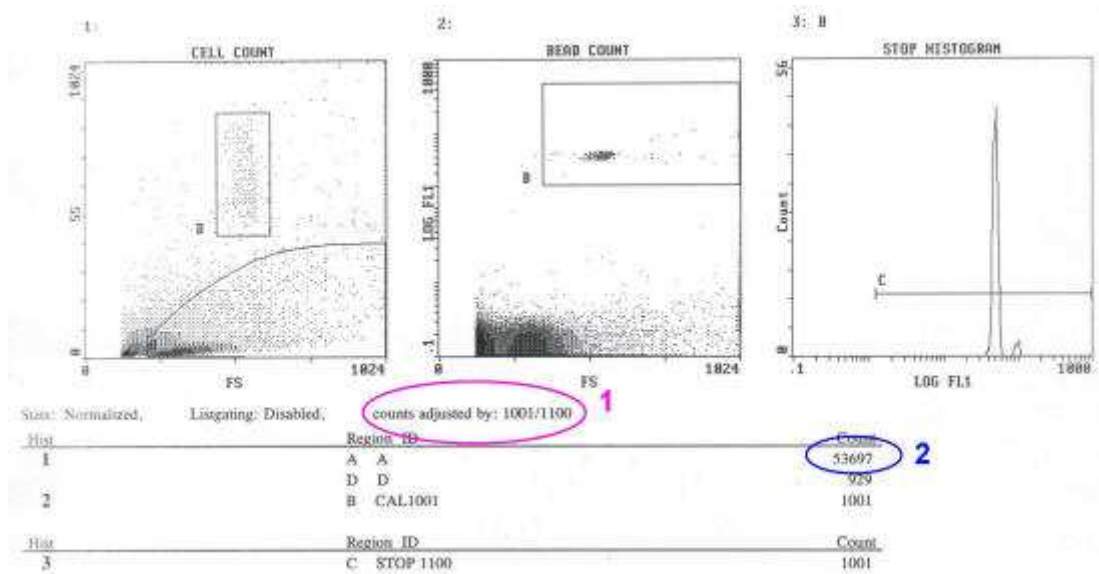 1:
2:
3: B
CELL COUNT
BEAD COUNT
STOP HISTOGRAM
1024
SS
0
0
FS
1024
B
1000
LOG FL1
.1
0
FS
1024
56
Count
0
C
.1
LOG FL1
1000
Stats: Normalized, Listgating: Disabled, counts adjusted by: 1001/1100
1
Hist Region ID Count
1 A A 53697
2
D D 929
2 B CAL1001 1001
Hist Region ID Count
3 C STOP 1100 1001